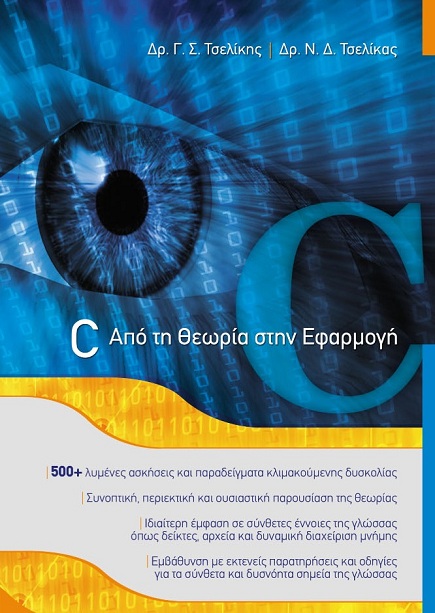 Δρ. Γ. Σ. Τσελίκης | Δρ. Ν. Δ. Τσελίκας
C
C Από τη Θεωρία στην Εφαρμογή
| 500+ λυμένες ασκήσεις και παραδείγματα κλιμακούμενης δυσκολίας
| Συνοπτική, περιεκτική και ουσιαστική παρουσίαση της θεωρίας
| Ιδιαίτερη έμφαση σε σύνθετες έννοιες της γλώσσας
όπως δείκτες, αρχεία και δυναμική διαχείριση μνήμης
| Εμβάθυνση με εκτενείς παρατηρήσεις και οδηγίες
για τα σύνθετα και δυσνόητα σημεία της γλώσσας